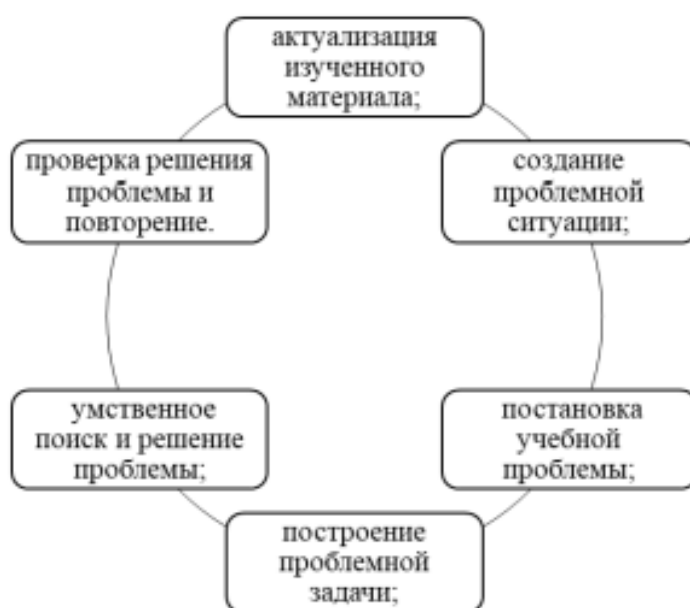 актуализация
изученного
материала;
создание
проблемной
ситуации;
постановка
учебной
проблемы;
построение
проблемной
задачи;
умственное
поиск и решение
проблемы;
проверка решения
проблемы и
повторение.